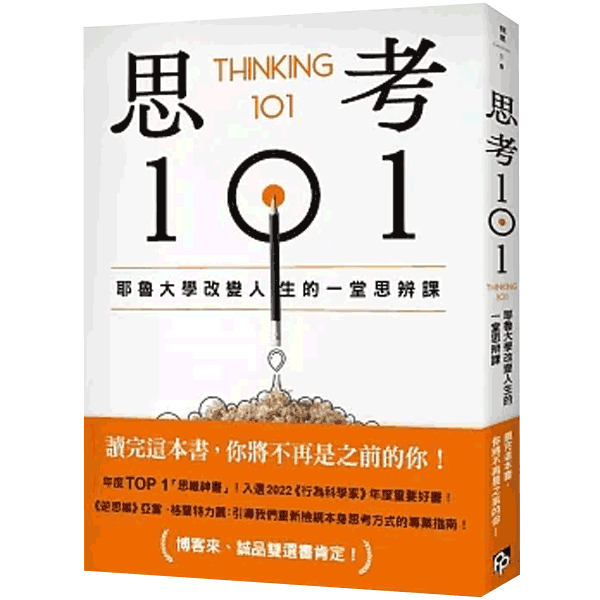 思考
THINKING
101
101
耶魯大學改變人生的一堂思辨課
讀完這本書，你將不再是之前的你！
年度TOP 1「思維神書」！入選2022《行為科學家》年度重要好書！
《逆思維》亞當．格蘭特力薦：引導我們重新檢視本身思考方式的專業指南！
博客來、誠品雙選書肯定！
思考101
THINKING
101
耶魯大學改變人生的
一堂思辨課
讀完這本書，
你將不再是之前的你！
PP